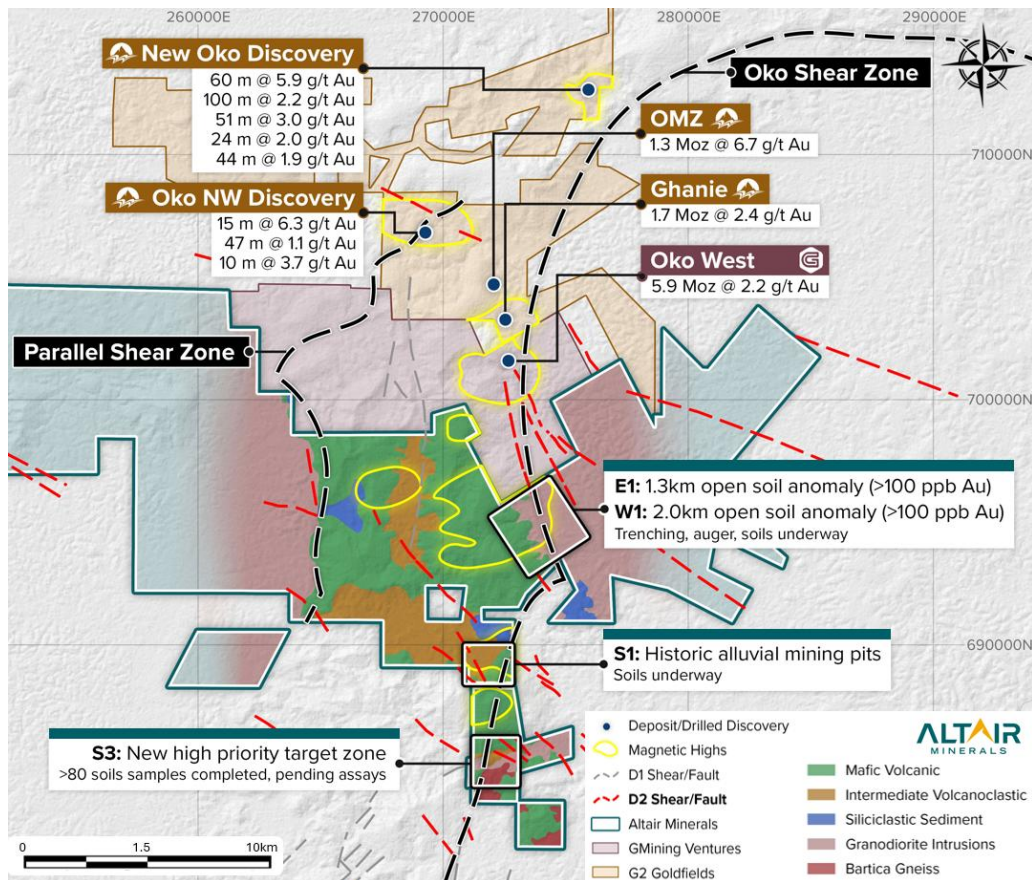 260000E
270000E
280000E
290000E
New Oko Discovery
60 m @ 5.9 g/t Au
100 m @ 2.2 g/t Au
51 m @ 3.0 g/t Au
24 m @ 2.0 g/t Au
44 m @ 1.9 g/t Au
Oko Shear Zone
OMZ
1.3 Moz @ 6.7 g/t Au
710000N
Oko NW Discovery
15 m @ 6.3 g/t Au
47 m @ 1.1 g/t Au
10 m @ 3.7 g/t Au
Ghanie
1.7 Moz @ 2.4 g/t Au
Oko West
G
5.9 Moz @ 2.2 g/t Au
Parallel Shear Zone
700000N
E1: 1.3km open soil anomaly (>100 ppb Au)
W1: 2.0km open soil anomaly (>100 ppb Au)
Trenching, auger, soils underway
690000N
S1: Historic alluvial mining pits
Soils underway
S3: New high priority target zone
>80 soils samples completed, pending assays
Deposit/Drilled Discovery
Magnetic Highs
D1 Shear/Fault
D2 Shear/Fault
Altair Minerals
GMining Ventures
G2 Goldfields
ALTAIR
MINERALS
Mafic Volcanic
Intermediate Volcanoclastic
Siliciclastic Sediment
Granodiorite Intrusions
Bartica Gneiss
0
1.5
10km